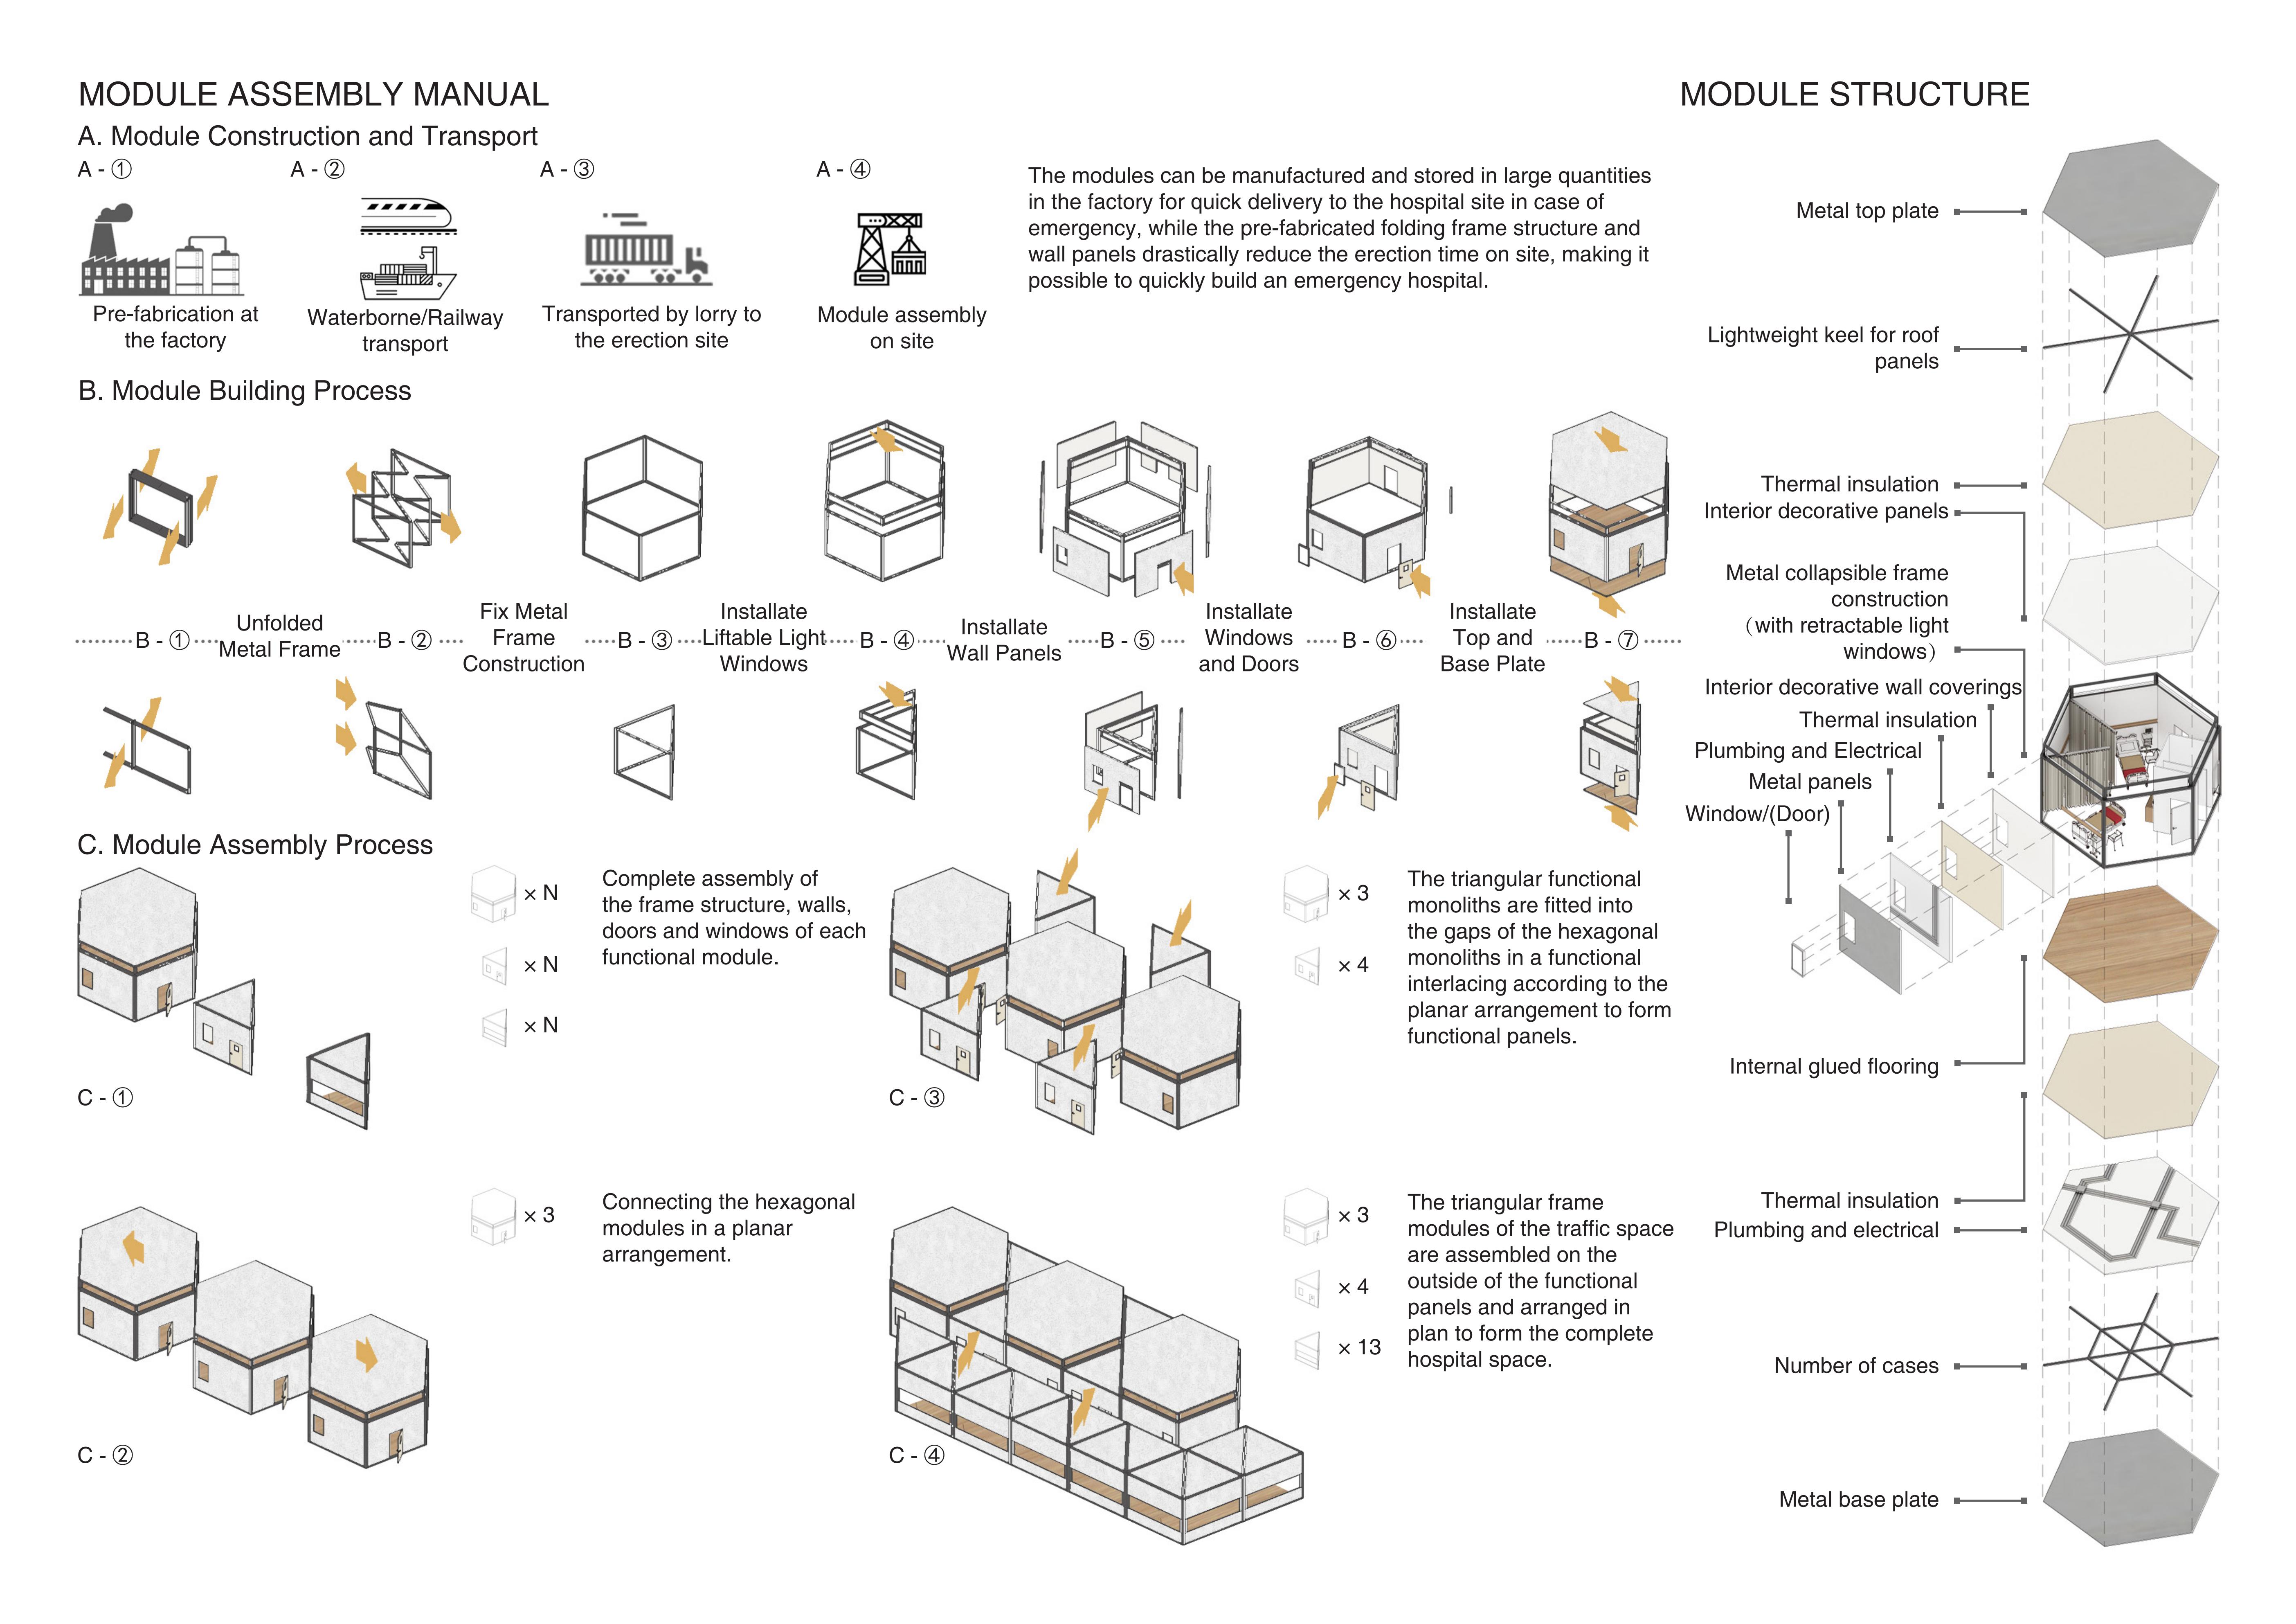 MODULE ASSEMBLY MANUAL
A. Module Construction and Transport
A - ①
A - ②
A - ③
A - ④
Pre-fabrication at
the factory
Waterborne/Railway
transport
Transported by lorry to
the erection site
Module assembly
on site
The modules can be manufactured and stored in large quantities
in the factory for quick delivery to the hospital site in case of
emergency, while the pre-fabricated folding frame structure and
wall panels drastically reduce the erection time on site, making it
possible to quickly build an emergency hospital.
B. Module Building Process
B - ①
Unfolded
Metal Frame
B - ②
Fix Metal
Frame
Construction
B - ③
Installate
Liftable Light
Windows
B - ④
Installate
Wall Panels
B - ⑤
Installate
Windows
and Doors
B - ⑥
Installate
Top and
Base Plate
B - ⑦
C. Module Assembly Process
C - ①
× N
× N
× N
Complete assembly of
the frame structure, walls,
doors and windows of each
functional module.
C - ③
× 3
× 4
The triangular functional
monoliths are fitted into
the gaps of the hexagonal
monoliths in a functional
interlacing according to the
planar arrangement to form
functional panels.
C - ②
× 3
Connecting the hexagonal
modules in a planar
arrangement.
C - ④
× 3
× 4
× 13
The triangular frame
modules of the traffic space
are assembled on the
outside of the functional
panels and arranged in
plan to form the complete
hospital space.
MODULE STRUCTURE
Metal top plate
Lightweight keel for roof
panels
Thermal insulation
Interior decorative panels
Metal collapsible frame
construction
（with retractable light
windows）
Interior decorative wall coverings
Thermal insulation
Plumbing and Electrical
Metal panels
Window/(Door)
Internal glued flooring
Thermal insulation
Plumbing and electrical
Number of cases
Metal base plate